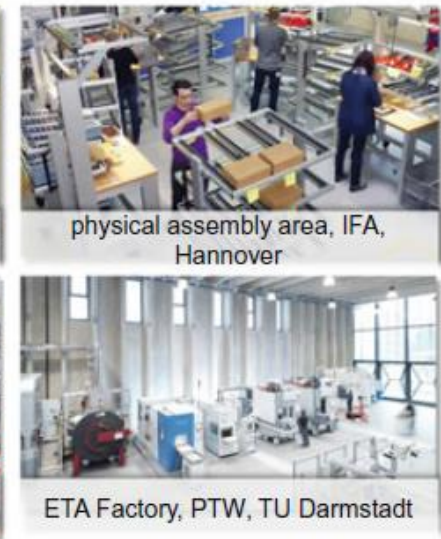 physical assembly area, IFA,
Hannover
ETA Factory, PTW, TU Darmstadt